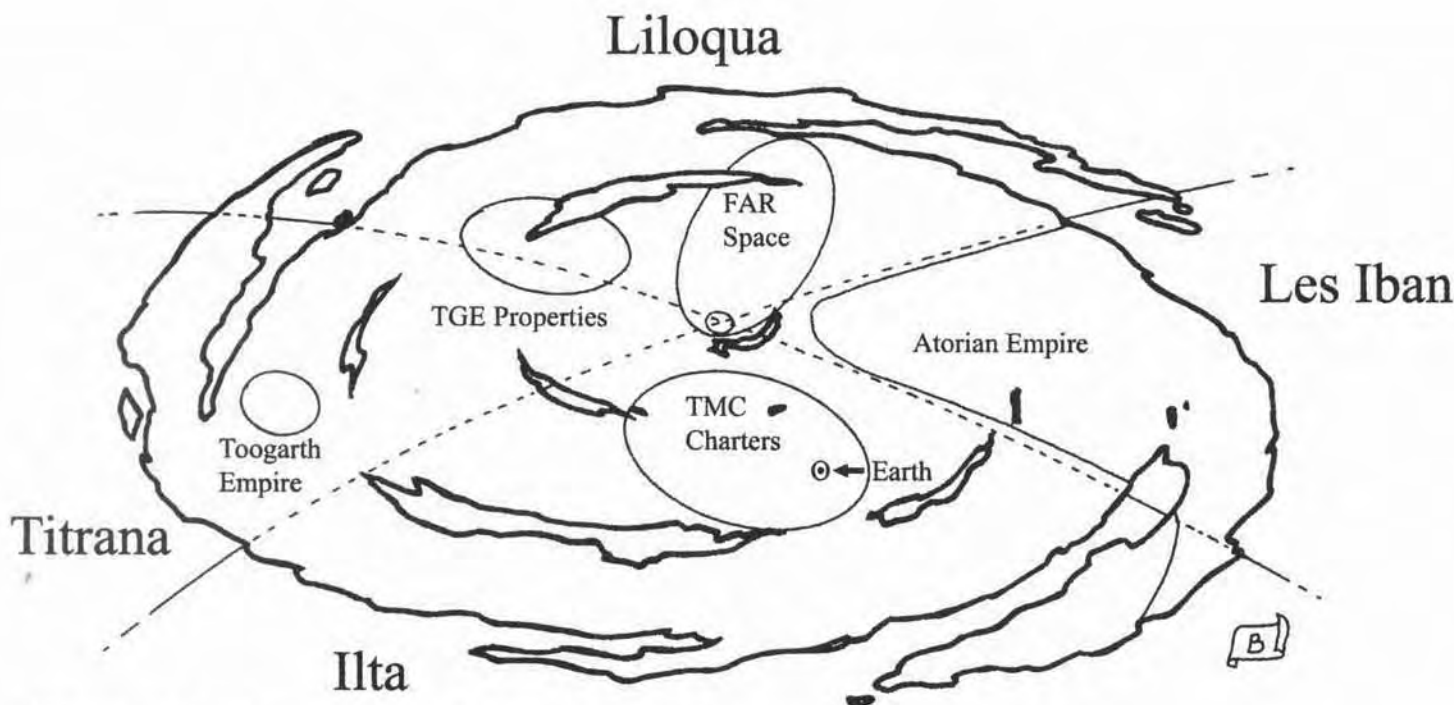 Liloqua
FAR
Space
Les Iban
TGE Properties
Atorian Empire
TMC
Charters
Toogarth
Empire
Earth
Titrana
Ilta
B